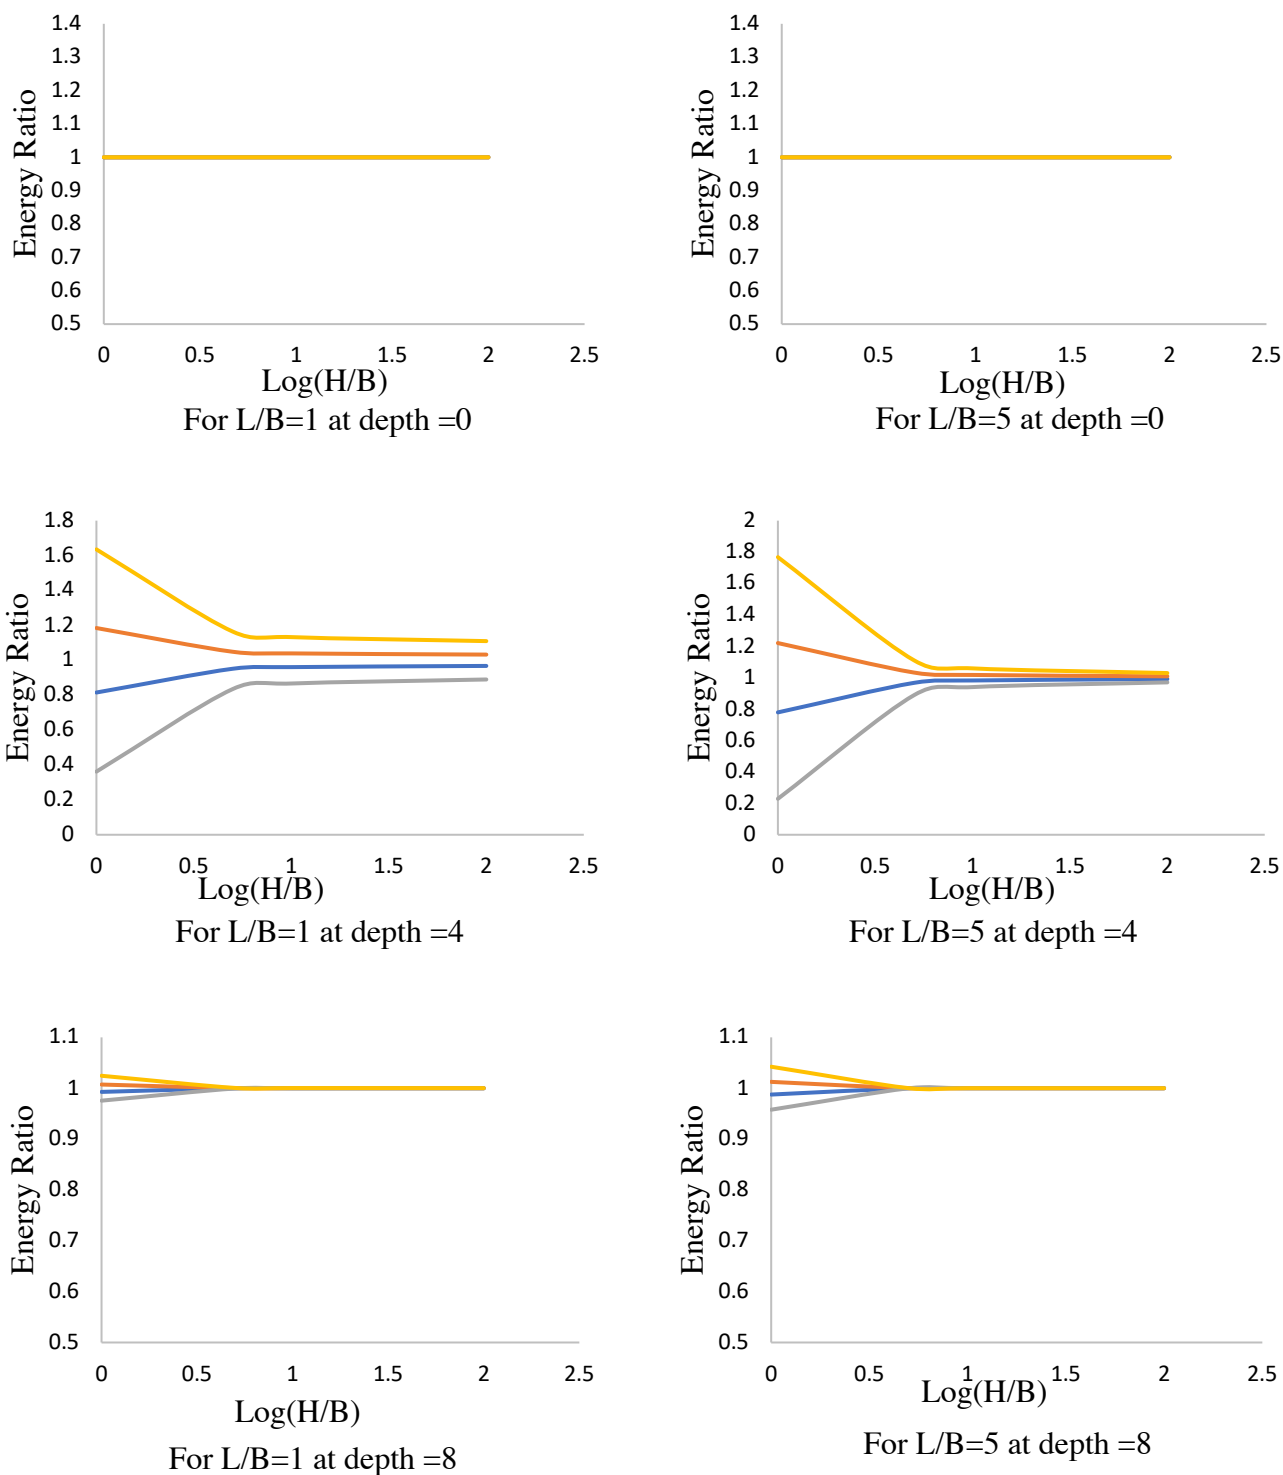 1.4
1.3
1.2
1.1
1
0.9
0.8
0.7
0.6
0.5
Energy Ratio
0 0.5 1 1.5 2 2.5
Log(H/B)
For L/B=1 at depth =0
1.4
1.3
1.2
1.1
1
0.9
0.8
0.7
0.6
0.5
Energy Ratio
0 0.5 1 1.5 2 2.5
Log(H/B)
For L/B=5 at depth =0
1.8
1.6
1.4
1.2
1
0.8
0.6
0.4
0.2
0
Energy Ratio
0 0.5 1 1.5 2 2.5
Log(H/B)
For L/B=1 at depth =4
2
1.8
1.6
1.4
1.2
1
0.8
0.6
0.4
0.2
0
Energy Ratio
0 0.5 1 1.5 2 2.5
Log(H/B)
For L/B=5 at depth =4
1.1
1
0.9
0.8
0.7
0.6
0.5
Energy Ratio
0 0.5 1 1.5 2 2.5
Log(H/B)
For L/B=1 at depth =8
1.1
1
0.9
0.8
0.7
0.6
0.5
Energy Ratio
0 0.5 1 1.5 2 2.5
Log(H/B)
For L/B=5 at depth =8